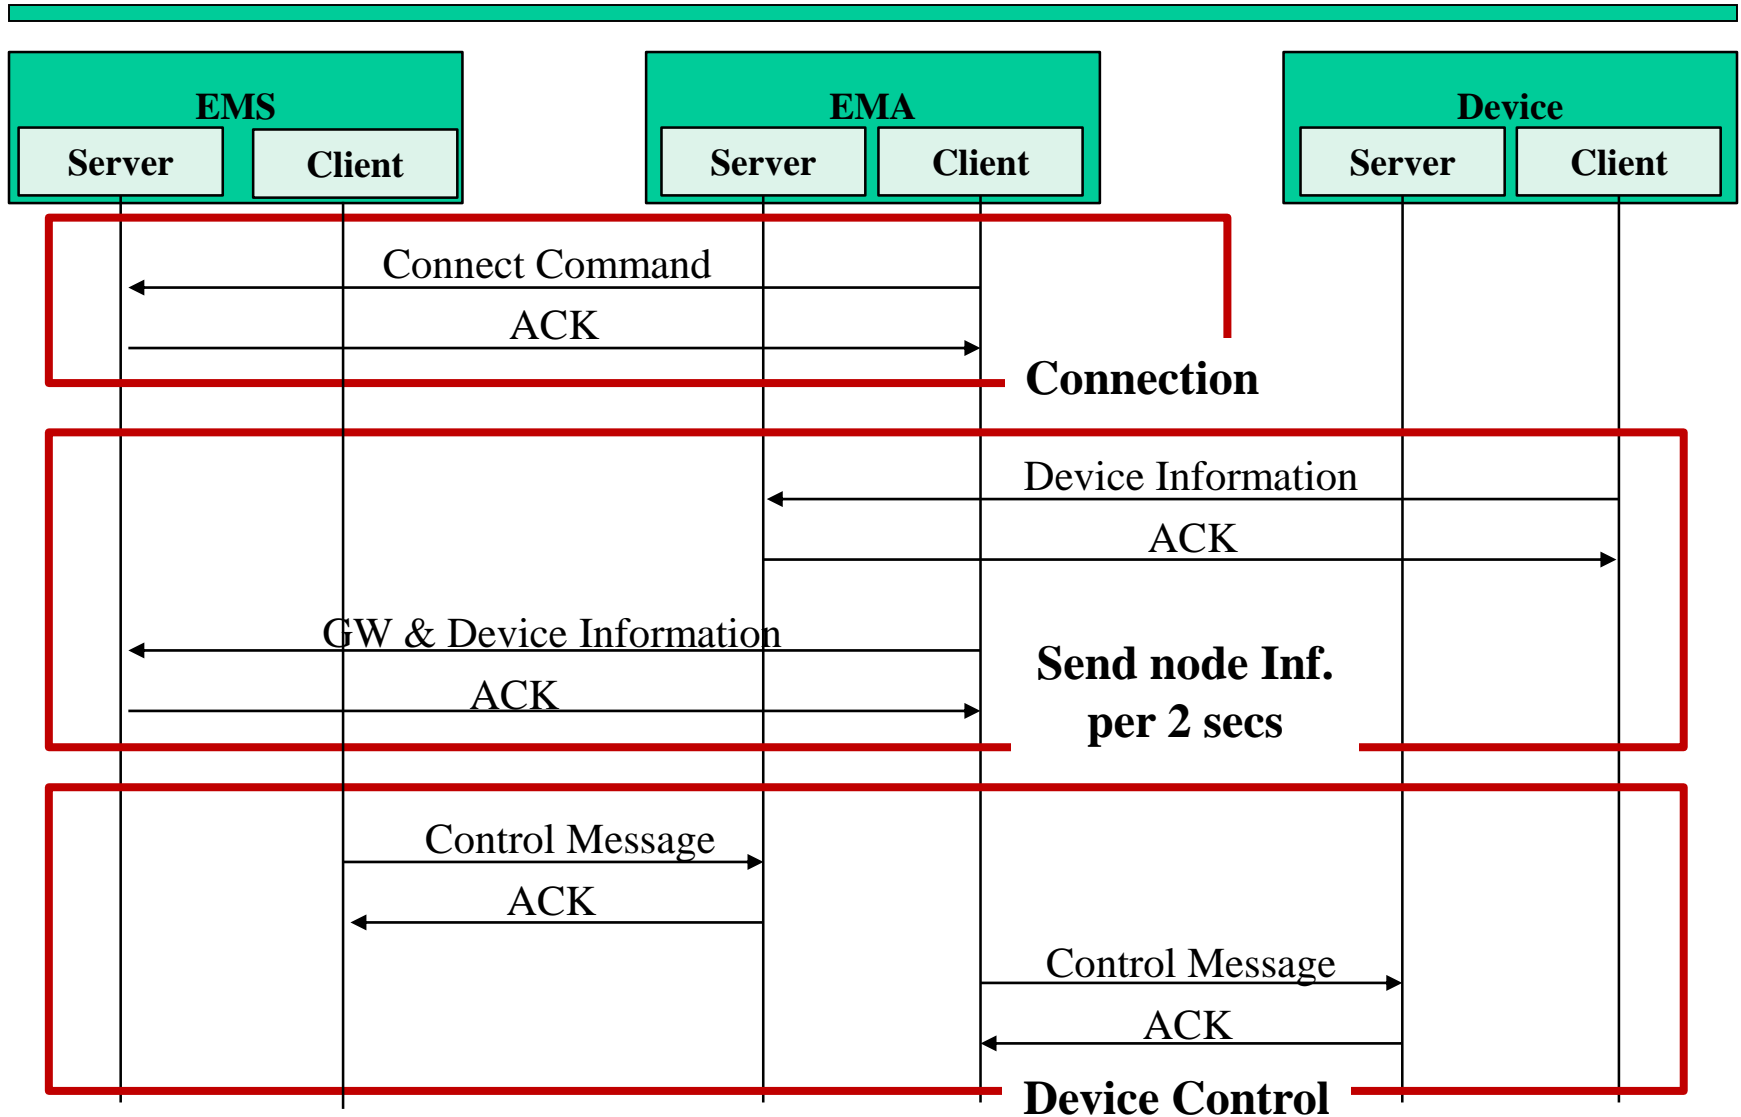 EMS
EMA
Device
Server
Client
Server
Client
Server
Client
Connect Command
ACK
Connection
Device Information
ACK
GW & Device Information
ACK
Send node Inf.
per 2 secs
Control Message
ACK
Control Message
ACK
Device Control